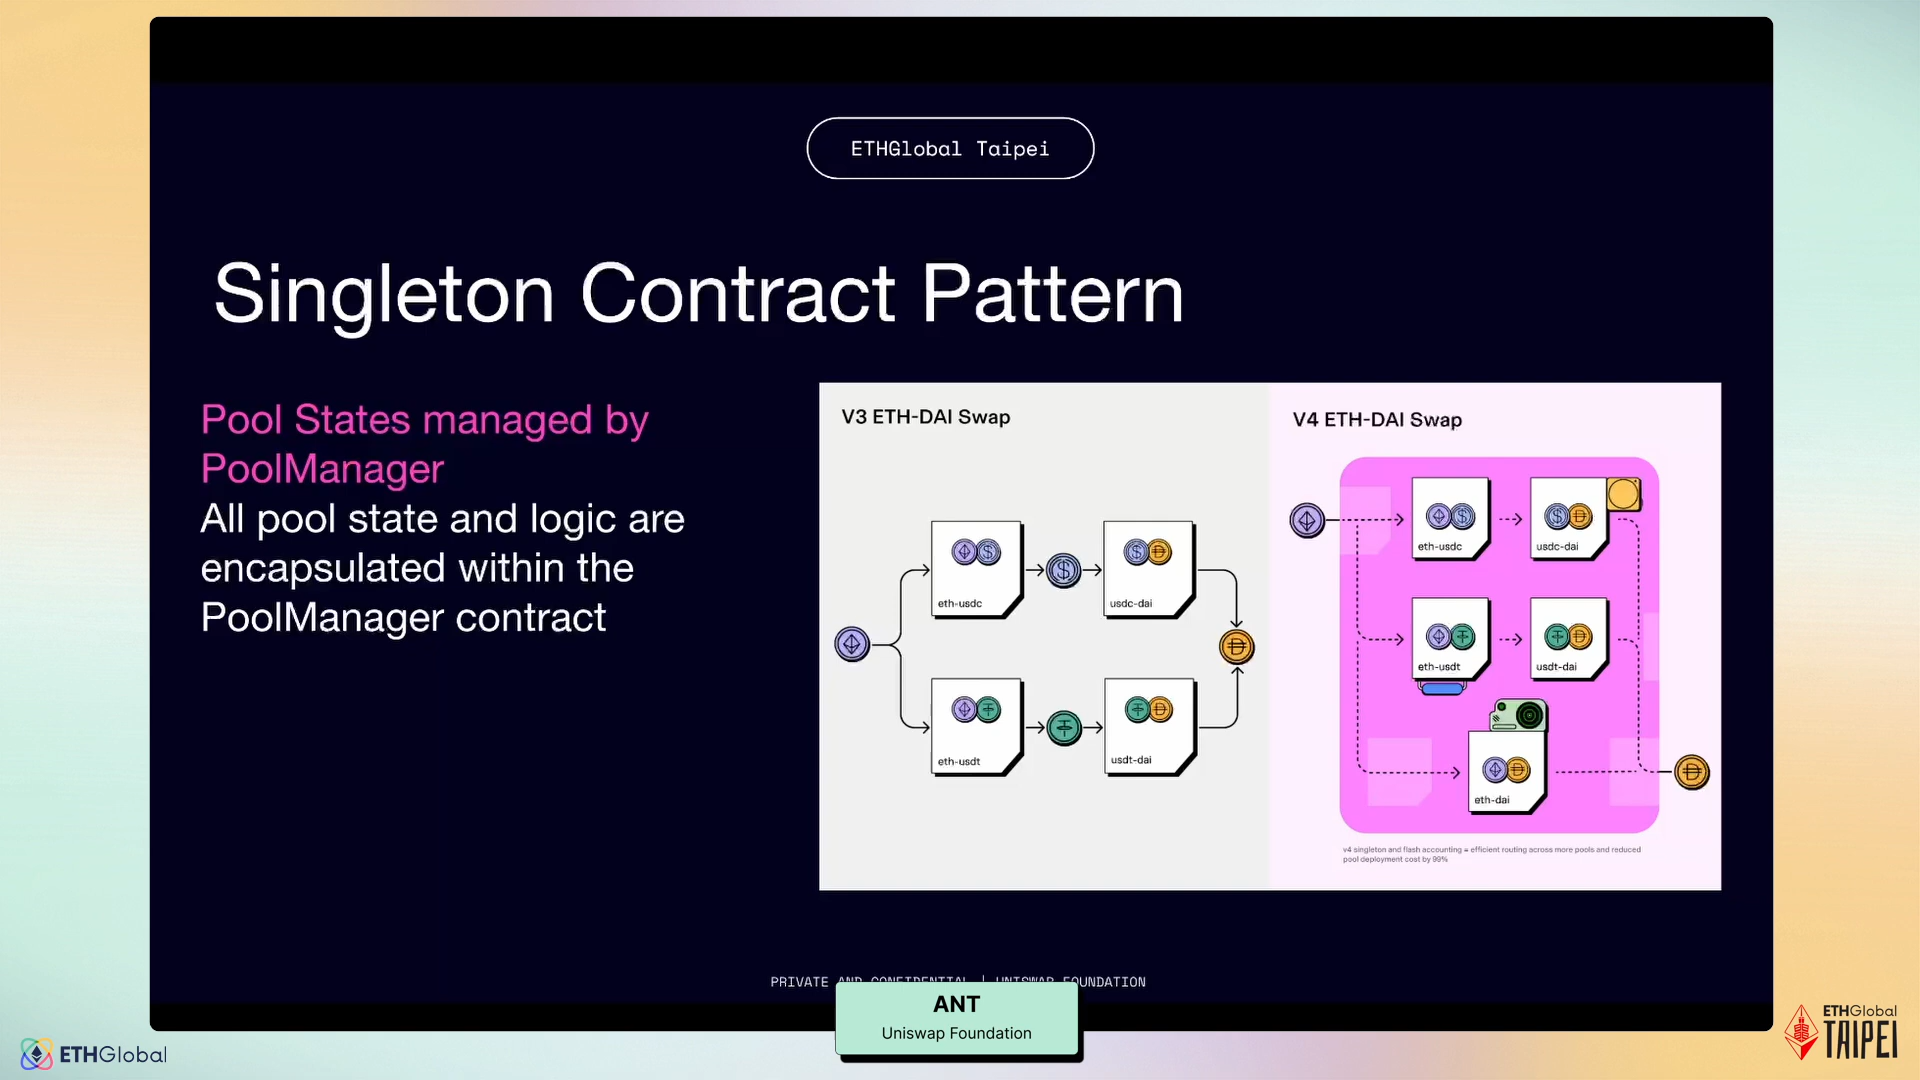 ETHGlobal Taipei
Singleton Contract Pattern
Pool States managed by
PoolManager
All pool state and logic are
encapsulated within the
PoolManager contract
V3 ETH-DAI Swap
eth-usdc
usdc-dai
eth-usdt
usdt-dai
V4 ETH-DAI Swap
eth-usdc
usdc-dai
eth-usdt
usdt-dai
eth-dai
v4 singleton and flash accounting = efficient routing across more pools and reduced
pool deployment cost by 99%
PRIVATE AND CONFIDENTIAL | UNISWAP FOUNDATION
ANT
Uniswap Foundation
ETHGlobal
ETHGlobal
TAIPEI